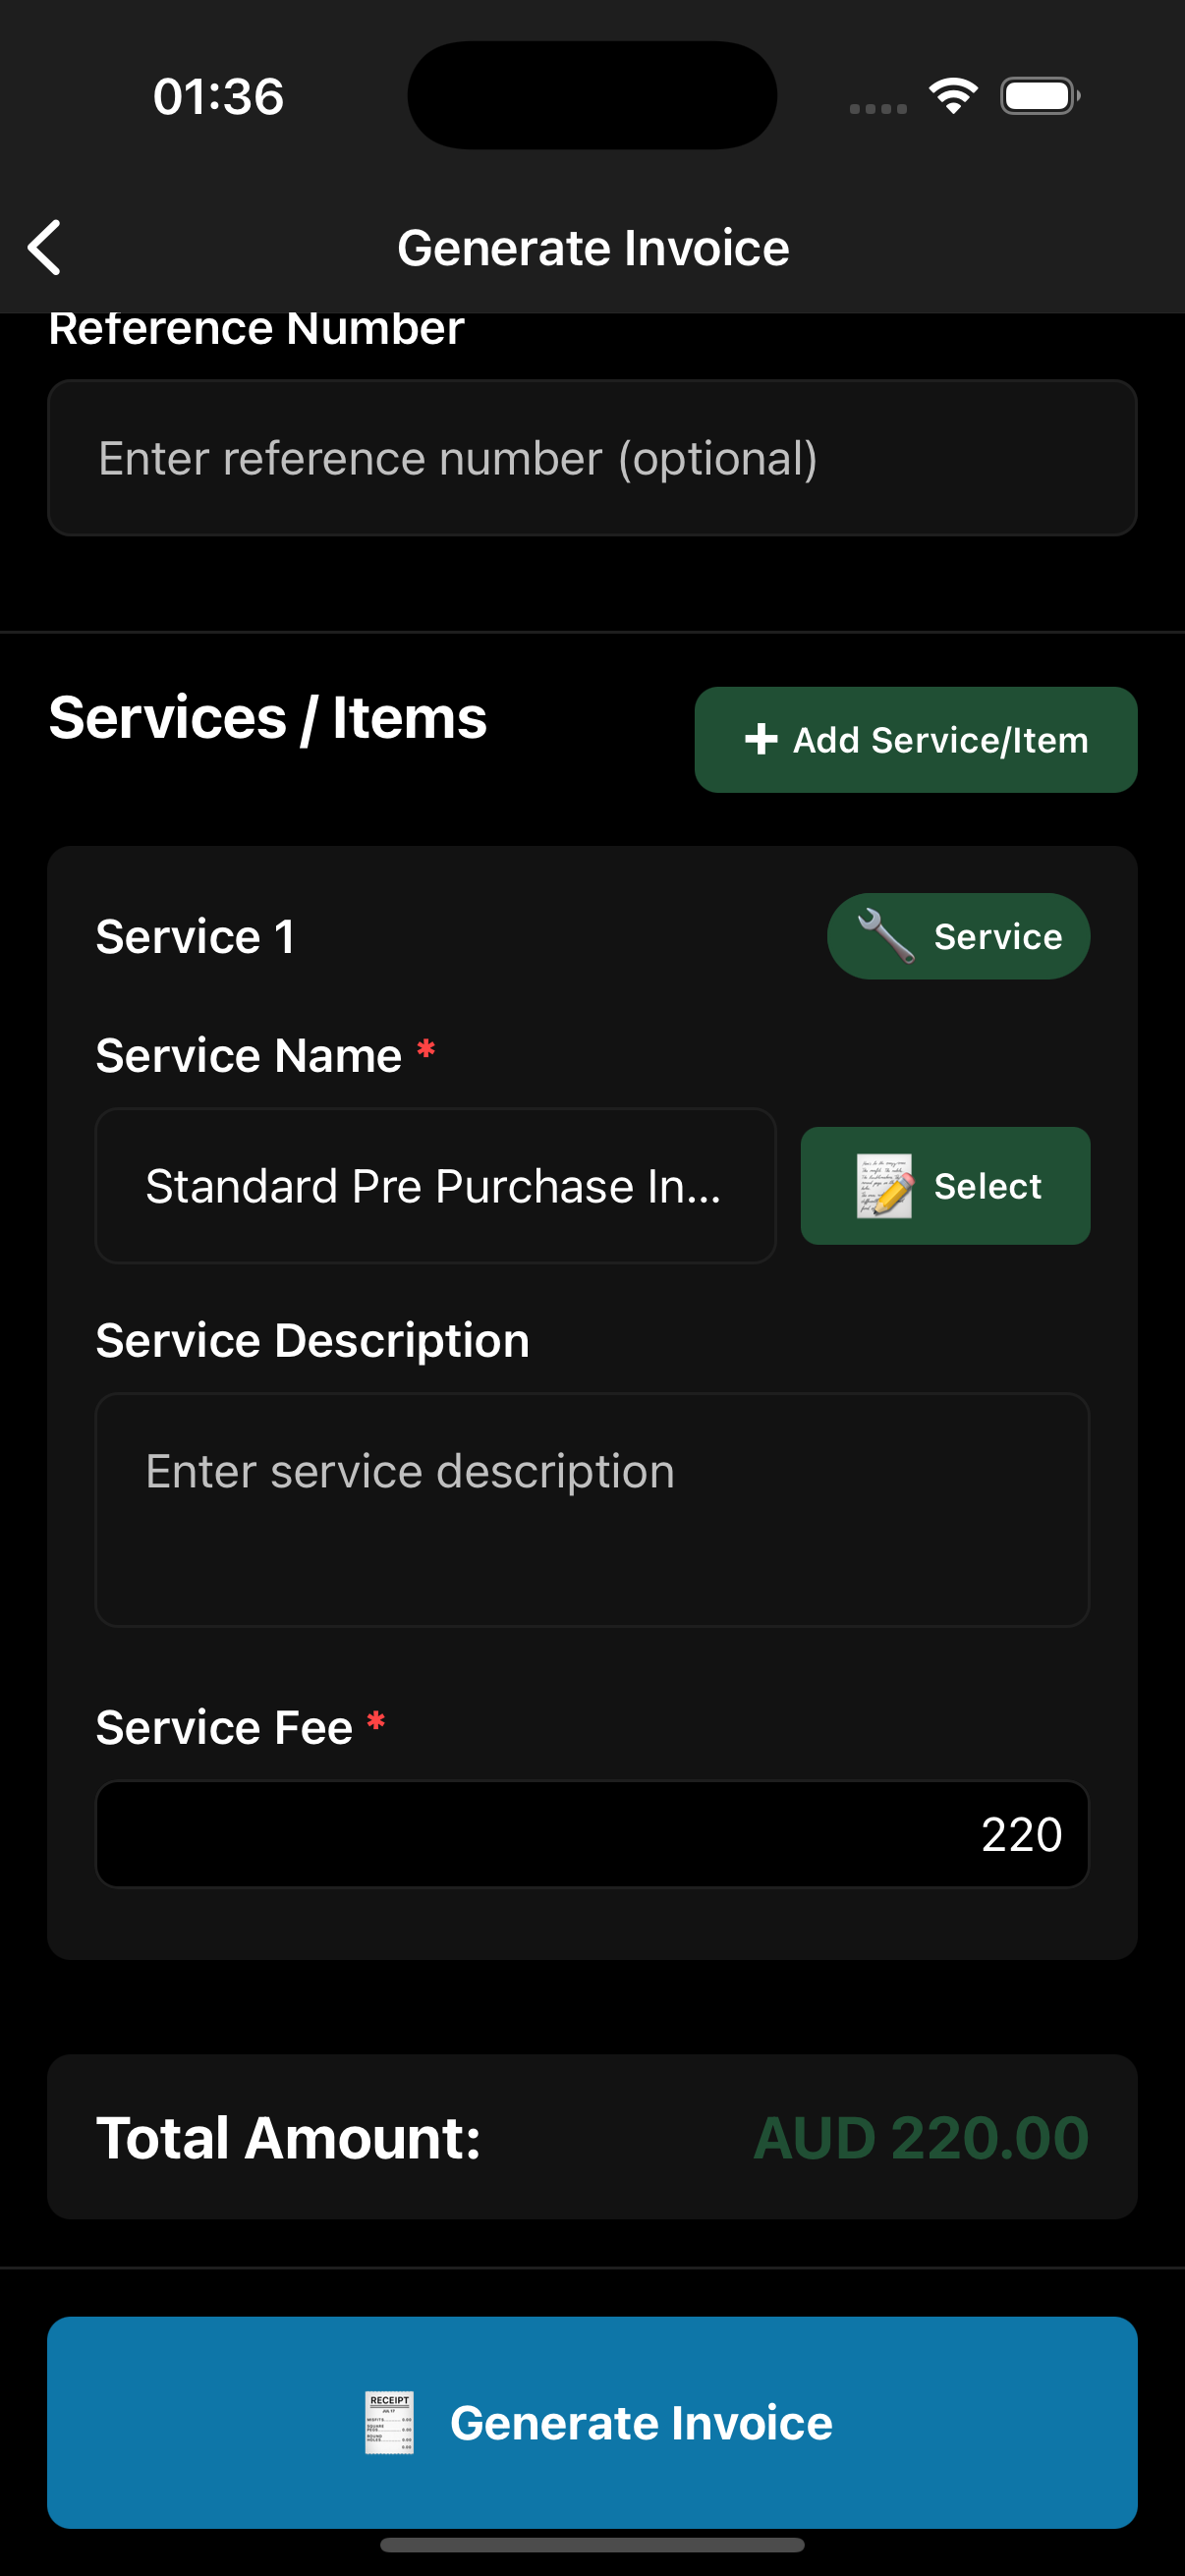 01:36
Generate Invoice
Reference Number
Enter reference number (optional)
Services / Items
+ Add Service/Item
Service 1
Service
Service Name *
Standard Pre Purchase In...
Select
Service Description
Enter service description
Service Fee *
220
Total Amount:
AUD 220.00
RECEIPT
Generate Invoice